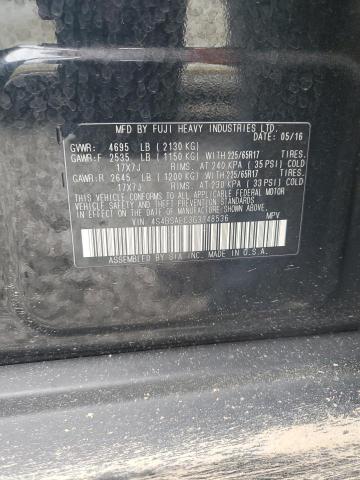 MFD BY FUJI HEAVY INDUSTRIES LTD.
DATE: 05/16
GVWR: 4695 LB (2130 KG)
GAWR:F 2535 LB (1150 KG) WITH 225/65R17 TIRES.
17X7J RIMS. AT 240 KPA (35 PSI) COLD
GAWR:R 2645 LB (1200 KG) WITH 225/65R17 TIRES.
17X7J RIMS. AT 230 KPA (33 PSI) COLD
THIS VEHICLE CONFORMS TO ALL APPLICABLE FEDERAL MOTOR
VEHICLE SAFETY AND THEFT PREVENTION STANDARDS
IN EFFECT ON THE DATE OF MANUFACTURE SHOWN ABOVE.
VIN: MPV
ASSEMBLED BY SIA INC. MADE IN U.S.A.